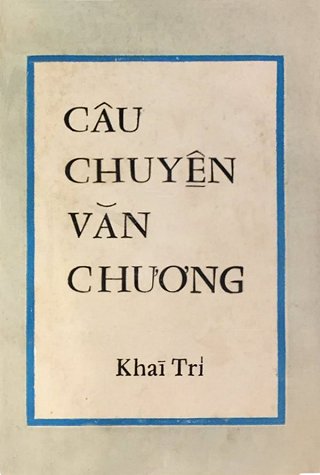 CÂU
CHUYỆN
VĂN
CHƯƠNG
Khai Trí